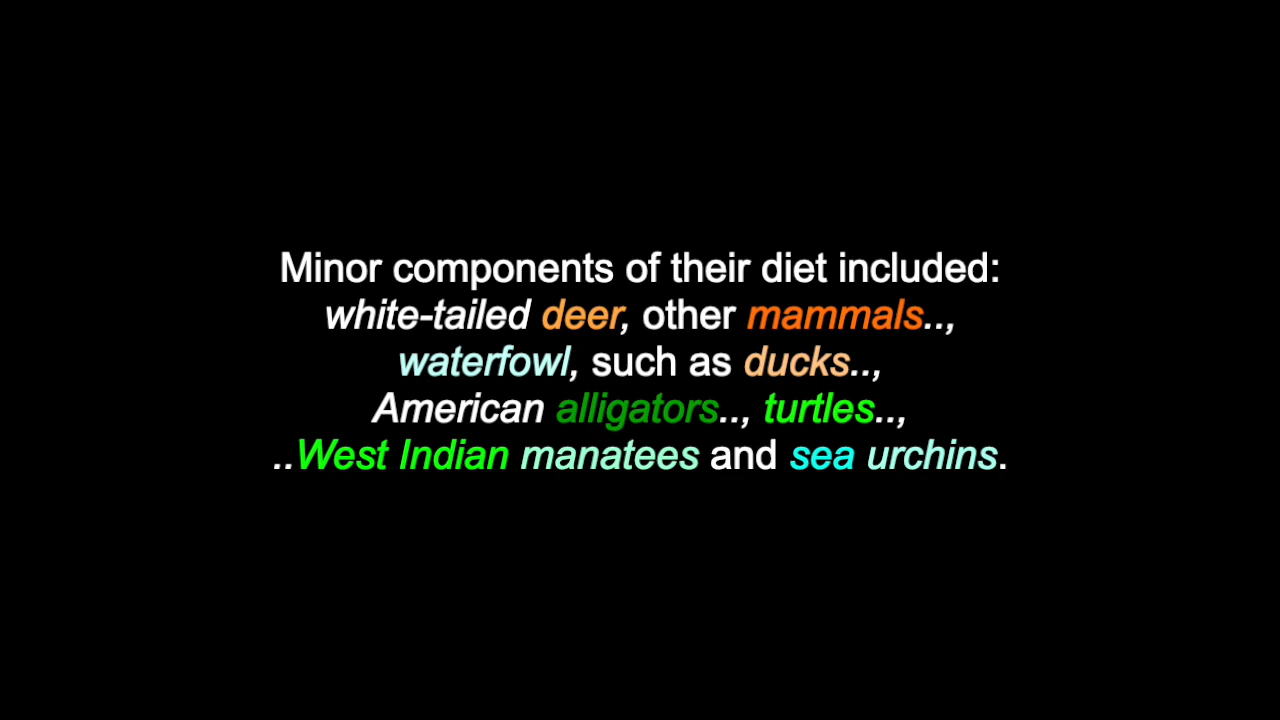 Minor components of their diet included:
white-tailed deer, other mammals..,
waterfowl, such as ducks..,
American alligators.., turtles..,
..West Indian manatees and sea urchins.